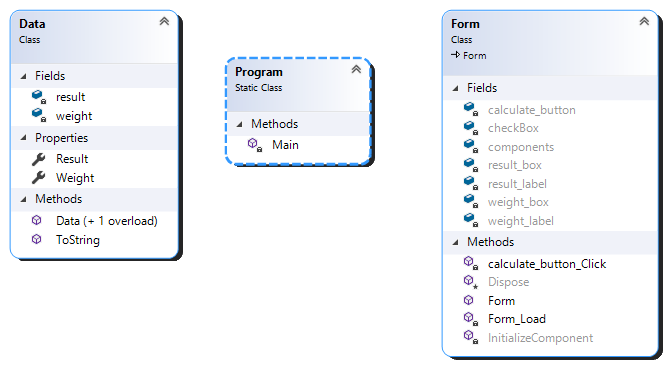 Data
Class
Fields
result
weight
Properties
Result
Weight
Methods
Data (+ 1 overload)
ToString
Program
Static Class
Methods
Main
Form
Class
Form
Fields
calculate_button
checkBox
components
result_box
result_label
weight_box
weight_label
Methods
calculate_button_Click
Dispose
Form
Form_Load
InitializeComponent